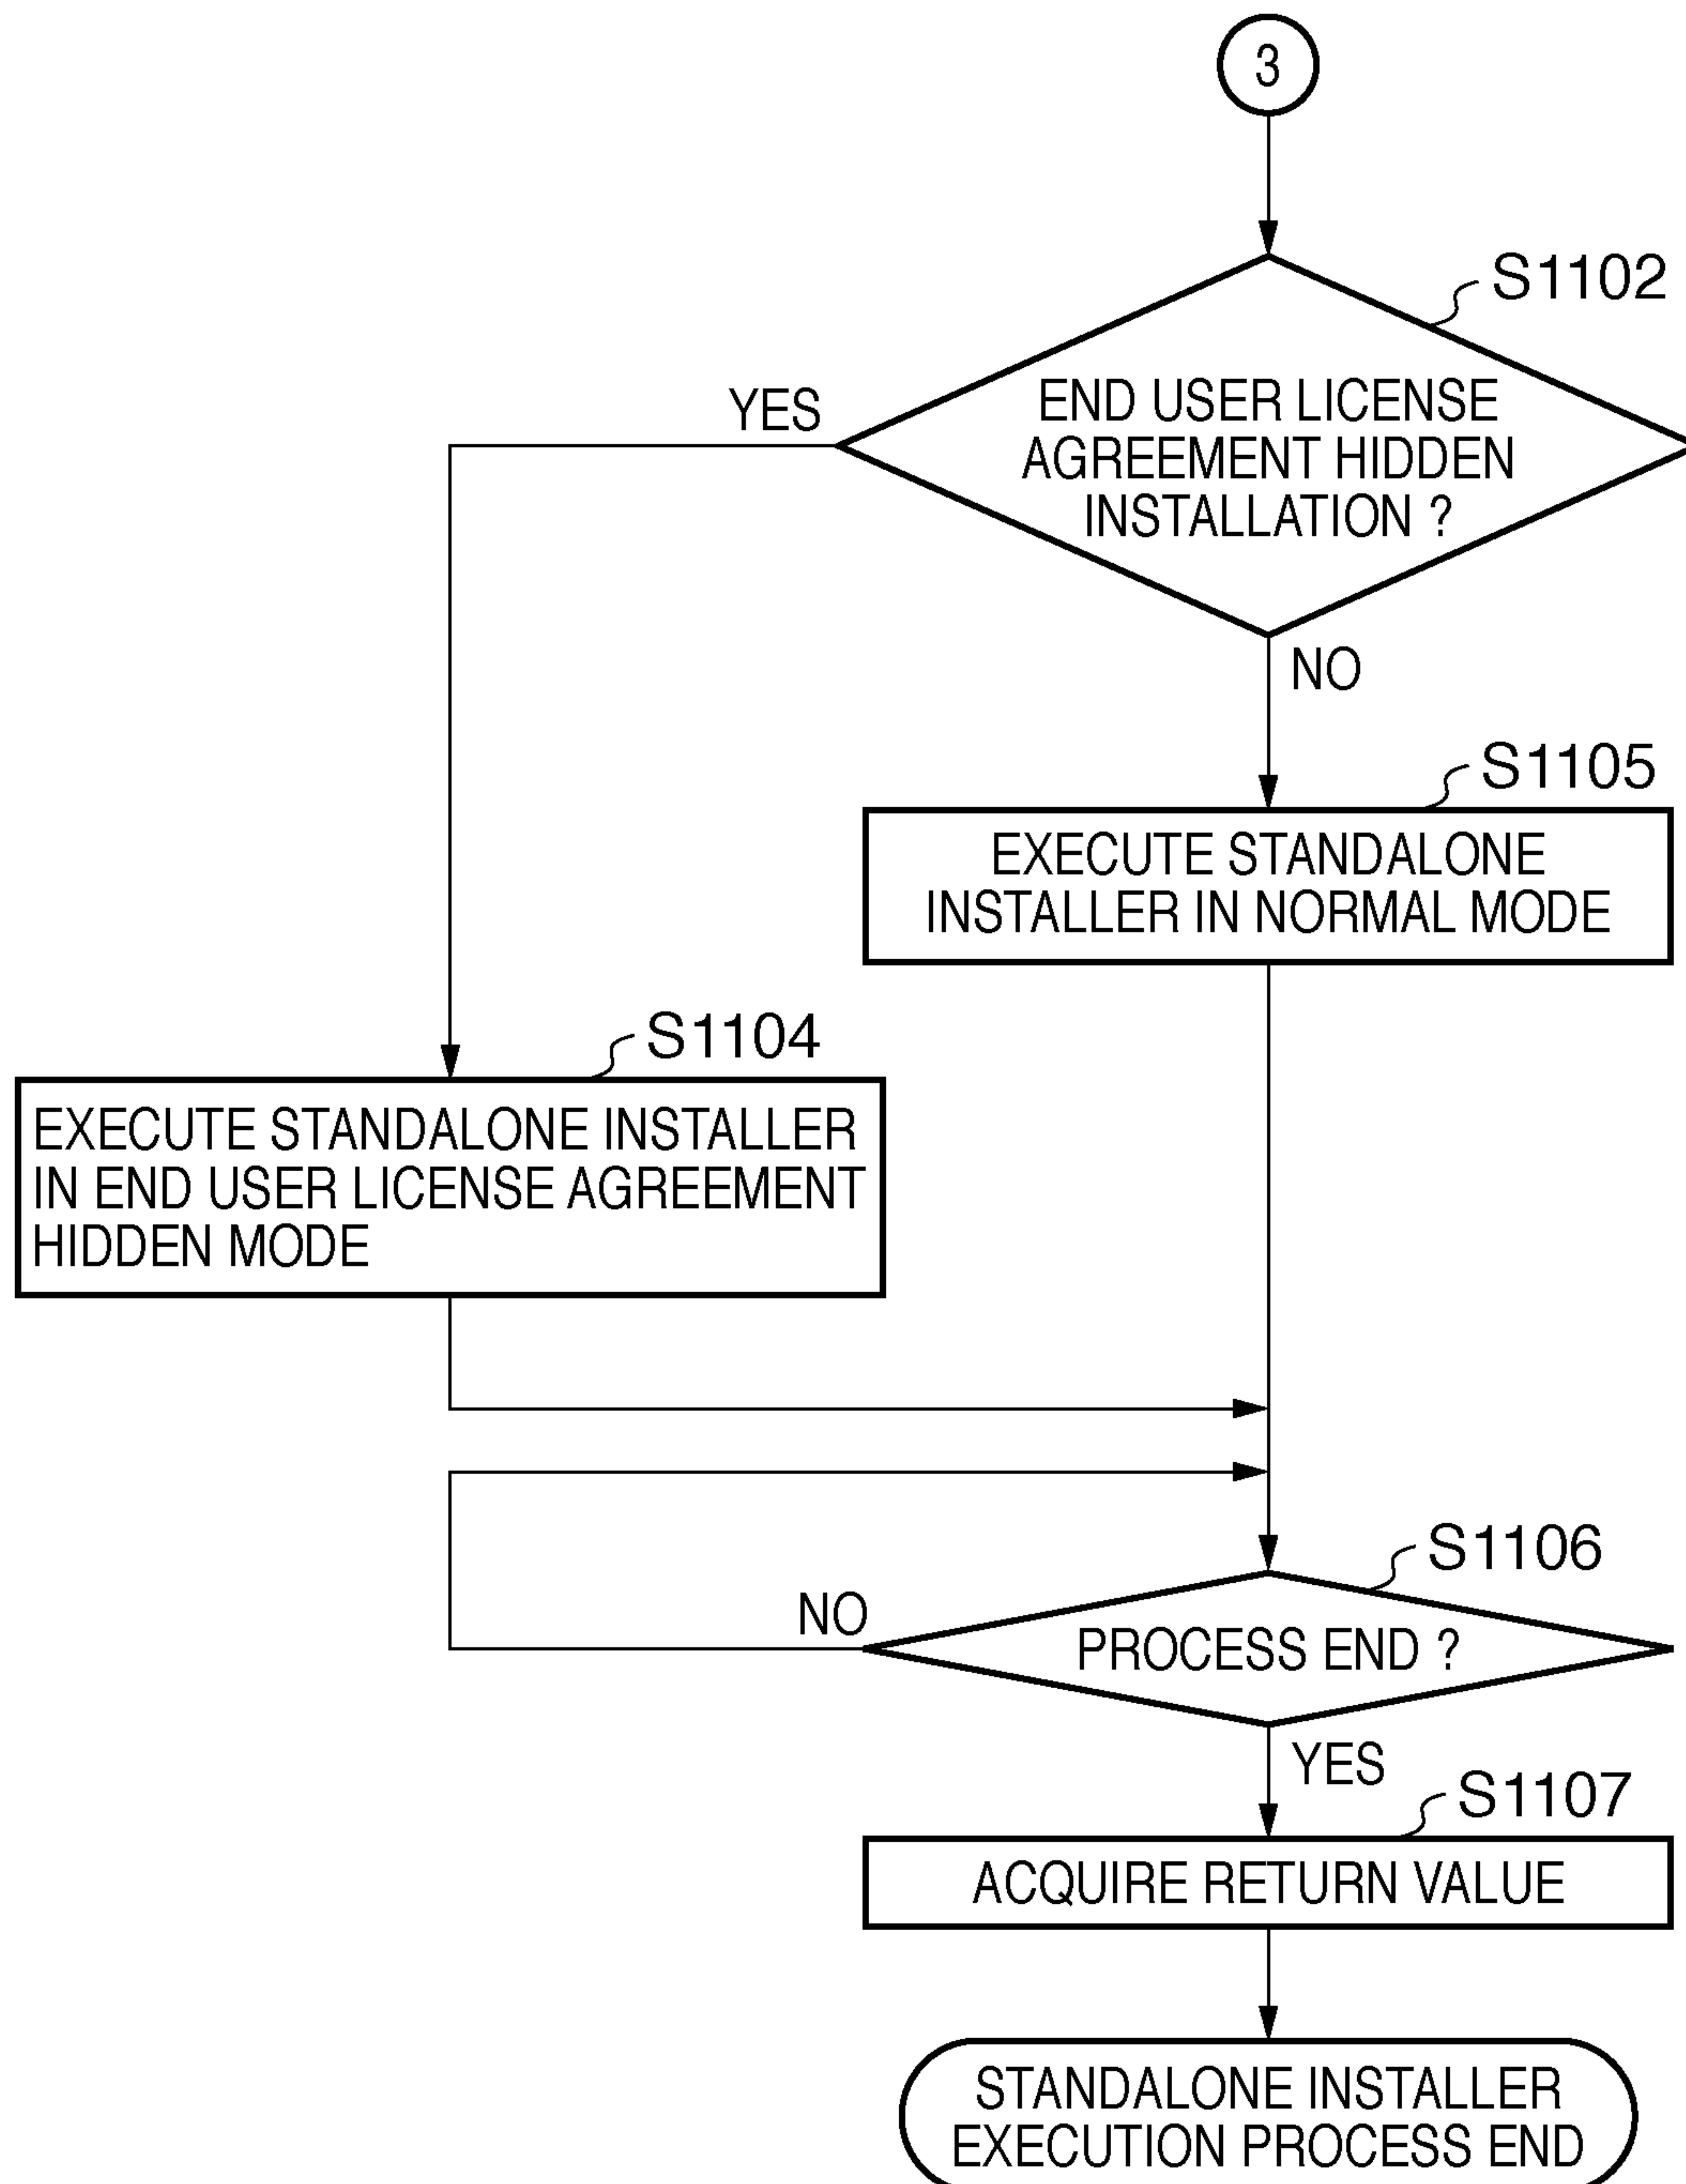 3
S1102
END USER LICENSE
AGREEMENT HIDDEN
INSTALLATION ?
YES
NO
S1105
EXECUTE STANDALONE
INSTALLER IN NORMAL MODE
S1104
EXECUTE STANDALONE INSTALLER
IN END USER LICENSE AGREEMENT
HIDDEN MODE
S1106
PROCESS END ?
NO
YES
S1107
ACQUIRE RETURN VALUE
STANDALONE INSTALLER
EXECUTION PROCESS END